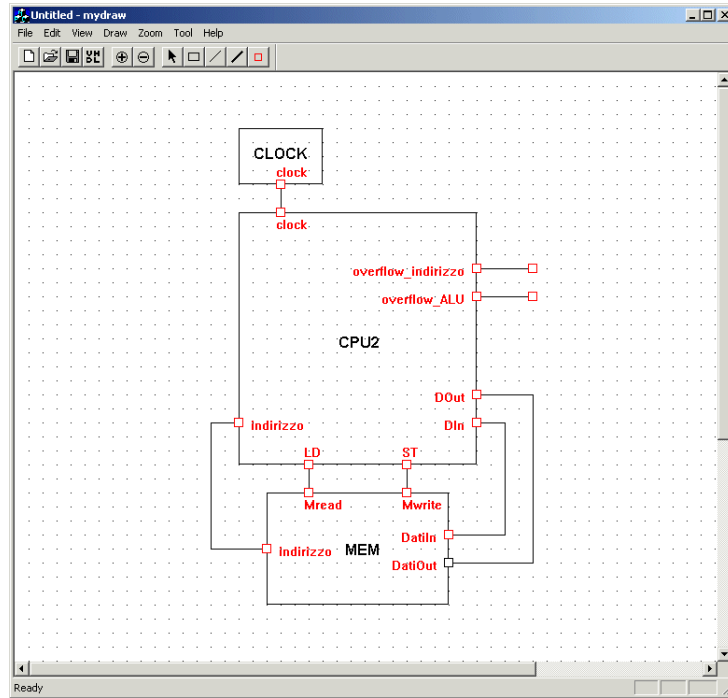 Untitled - mydraw
File Edit View Draw Zoom Tool Help
VHDL
CLOCK
clock
clock
overflow_indirizzo
overflow_ALU
CPU2
DOut
indirizzo DIn
LD ST
Mread Mwrite
DatiIn
indirizzo MEM
DatiOut
Ready